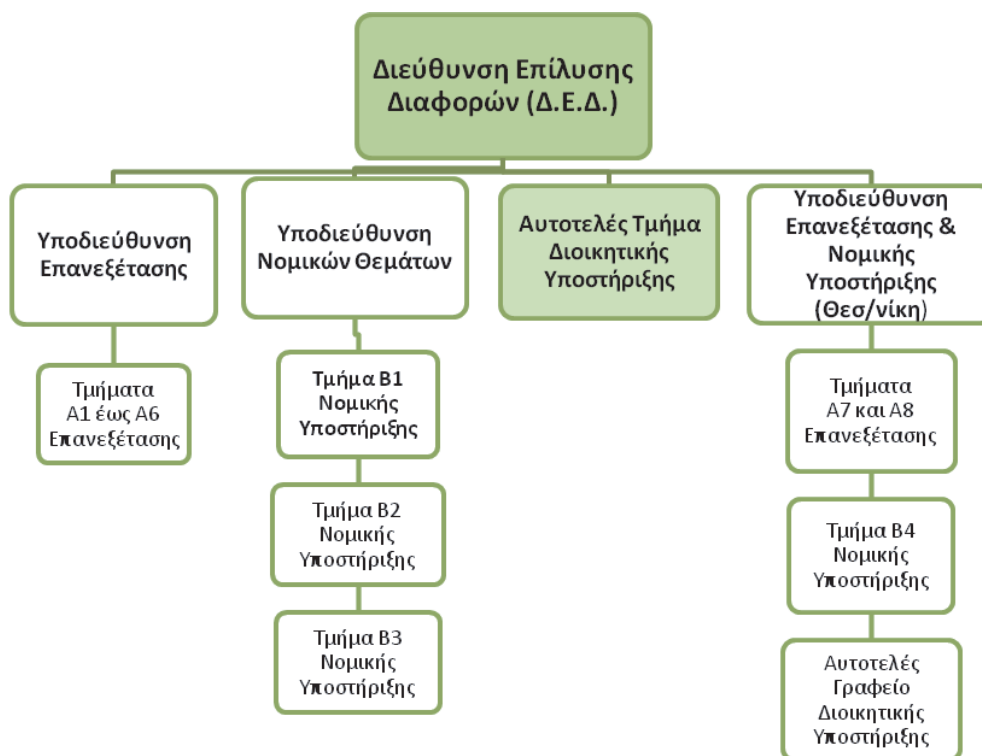 Διεύθυνση Επίλυσης
Διαφορών (Δ.Ε.Δ.)
Υποδιεύθυνση
Επανεξέτασης
Υποδιεύθυνση
Νομικών Θεμάτων
Αυτοτελές Τμήμα
Διοικητικής
Υποστήριξης
Υποδιεύθυνση
Επανεξέτασης &
Νομικής
Υποστήριξης
(Θεσ/νίκη)
Τμήματα
Α1 έως Α6
Επανεξέτασης
Τμήμα Β1
Νομικής
Υποστήριξης
Τμήμα Β2
Νομικής
Υποστήριξης
Τμήμα Β3
Νομικής
Υποστήριξης
Τμήματα
Α7 και Α8
Επανεξέτασης
Τμήμα Β4
Νομικής
Υποστήριξης
Αυτοτελές
Γραφείο
Διοικητικής
Υποστήριξης